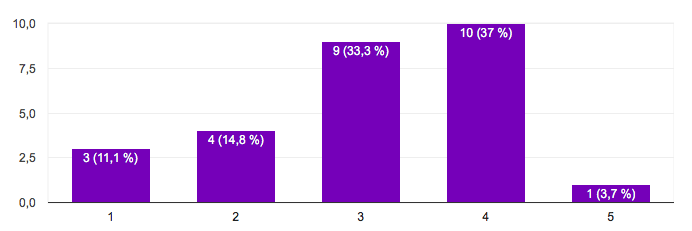 10,0
7,5
5,0
2,5
0,0
3 (11,1 %)
4 (14,8 %)
9 (33,3 %)
10 (37 %)
1 (3,7 %)
1 2 3 4 5